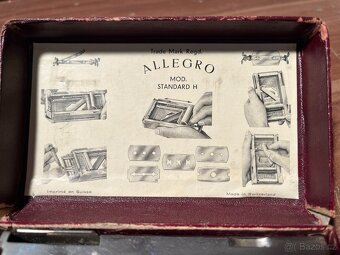 Trade Mark Regd.
ALLEGRO
MOD.
STANDARD H
Imprimé en Suisse
Made in Switzerland